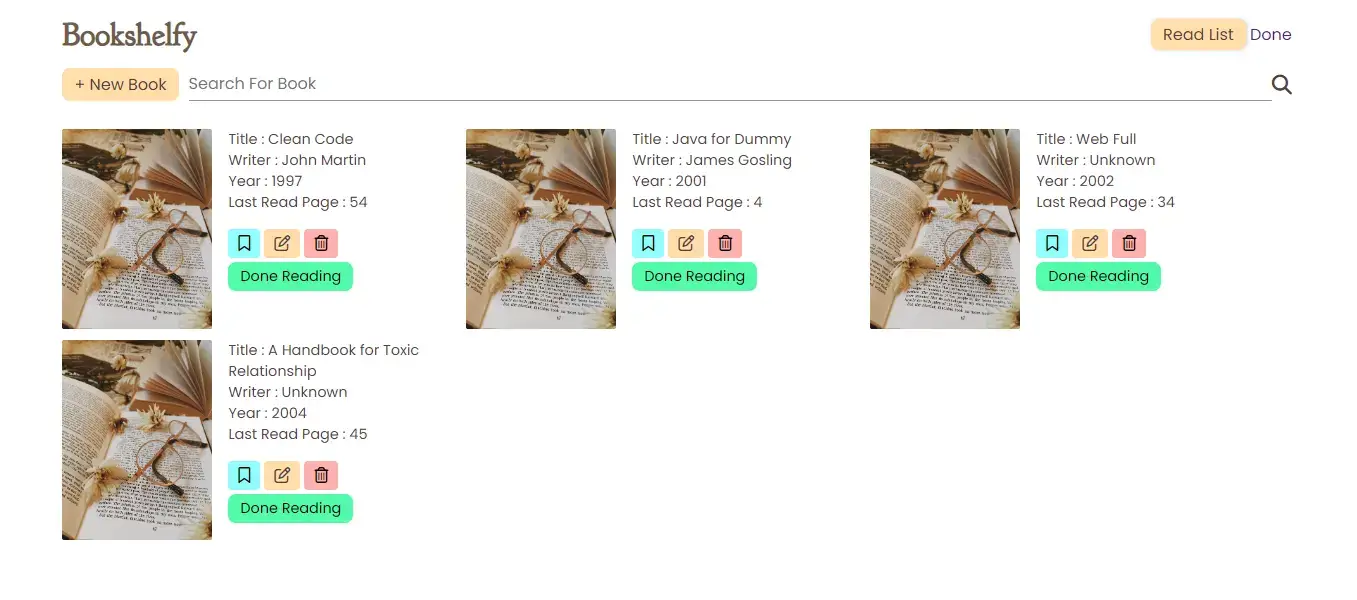 Bookshelfy
Read List
Done
+ New Book
Search For Book
Title : Clean Code
Writer : John Martin
Year : 1997
Last Read Page : 54
Done Reading
Title : Java for Dummy
Writer : James Gosling
Year : 2001
Last Read Page : 4
Done Reading
Title : Web Full
Writer : Unknown
Year : 2002
Last Read Page : 34
Done Reading
Title : A Handbook for Toxic
Relationship
Writer : Unknown
Year : 2004
Last Read Page : 45
Done Reading